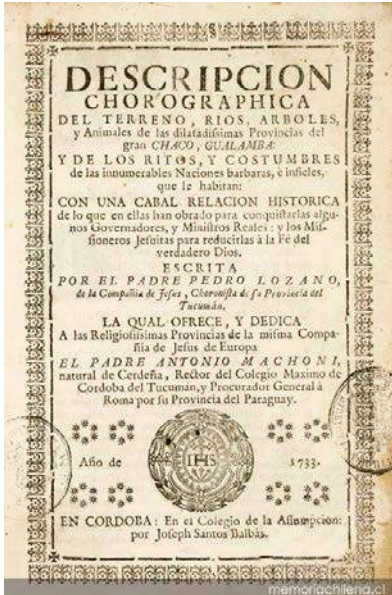 DESCRIPCION
CHOROGRAPHICA
DEL TERRENO, RIOS, ARBOLES,
y Animales de las dilatadissimas Provincias del
gran CHACO, GUALAMBA:
Y DE LOS RITOS, Y COSTUMBRES
de las innumerables Naciones barbaras, è infieles,
que le habitan:
CON UNA CABAL RELACION HISTORICA
de lo que en ellas han obrado para conquistarlas algu-
nos Governadores, y Ministros Reales: y los Mis-
sioneros Jesuitas para reducirlas à la Fè del
verdadero Dios.
ESCRITA
POR EL PADRE PEDRO LOZANO,
de la Compañia de Jesus, Choronista de su Provincia del
Tucumàn.
LA QUAL OFRECE, Y DEDICA
A las Religiosissimas Provincias de la misma Compa-
ñia de Jesus de Europa
EL PADRE ANTONIO MACHONI,
natural de Cerdeña, Rector del Colegio Maximo de
Cordoba del Tucumàn, y Procurador General à
Roma por su Provincia del Paraguay.
Año de IHS 1733.
EN CORDOBA: En el Colegio de la Assumpcion:
por Joseph Santos Balbàs.
memoriachilena.cl